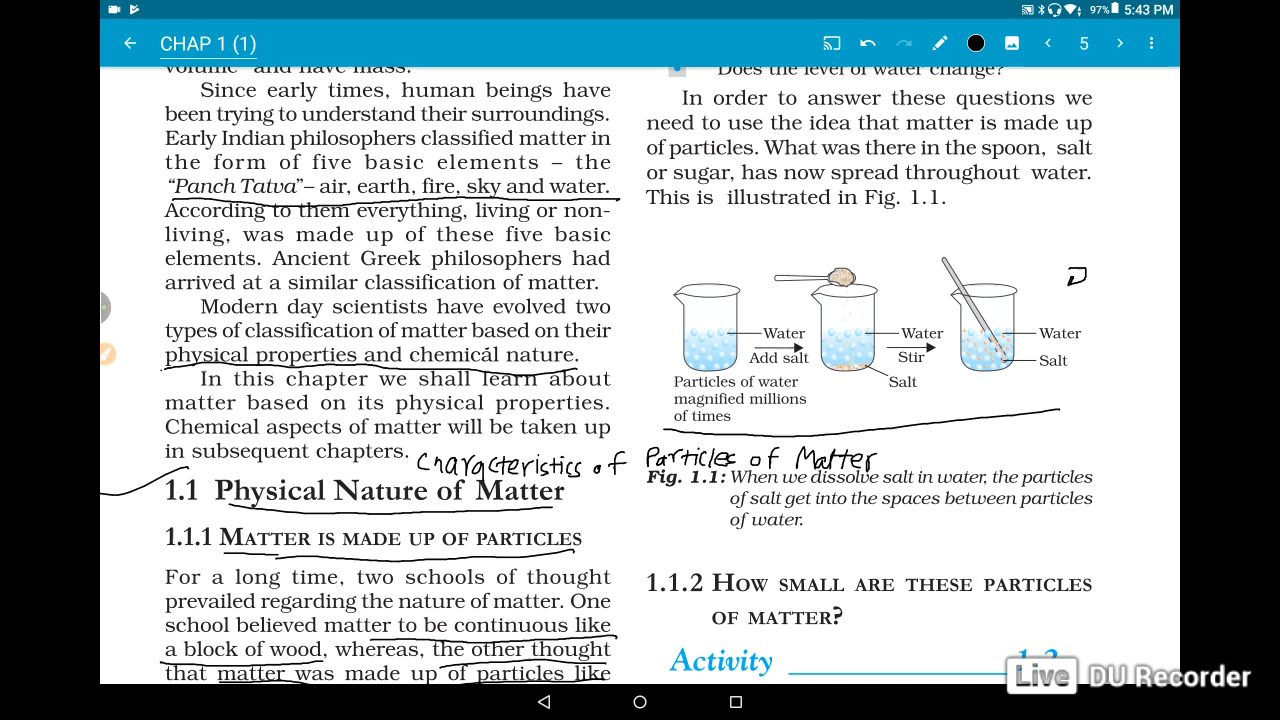 97% 5:43 PM
CHAP 1 (1)
5
volume and have mass.
Since early times, human beings have
been trying to understand their surroundings.
Early Indian philosophers classified matter in
the form of five basic elements – the
“Panch Tatva”– air, earth, fire, sky and water.
According to them everything, living or non-
living, was made up of these five basic
elements. Ancient Greek philosophers had
arrived at a similar classification of matter.
Modern day scientists have evolved two
types of classification of matter based on their
physical properties and chemical nature.
In this chapter we shall learn about
matter based on its physical properties.
Chemical aspects of matter will be taken up
in subsequent chapters.
Characteristics of Particles of Matter
1.1 Physical Nature of Matter
1.1.1 MATTER IS MADE UP OF PARTICLES
For a long time, two schools of thought
prevailed regarding the nature of matter. One
school believed matter to be continuous like
a block of wood, whereas, the other thought
that matter was made up of particles like
• Does the level of water change?
In order to answer these questions we
need to use the idea that matter is made up
of particles. What was there in the spoon, salt
or sugar, has now spread throughout water.
This is illustrated in Fig. 1.1.
Water
Add salt
Water
Stir
Salt
Water
Salt
Particles of water
magnified millions
of times
Fig. 1.1: When we dissolve salt in water, the particles
of salt get into the spaces between particles
of water.
1.1.2 HOW SMALL ARE THESE PARTICLES
OF MATTER?
Activity
Live DU Recorder